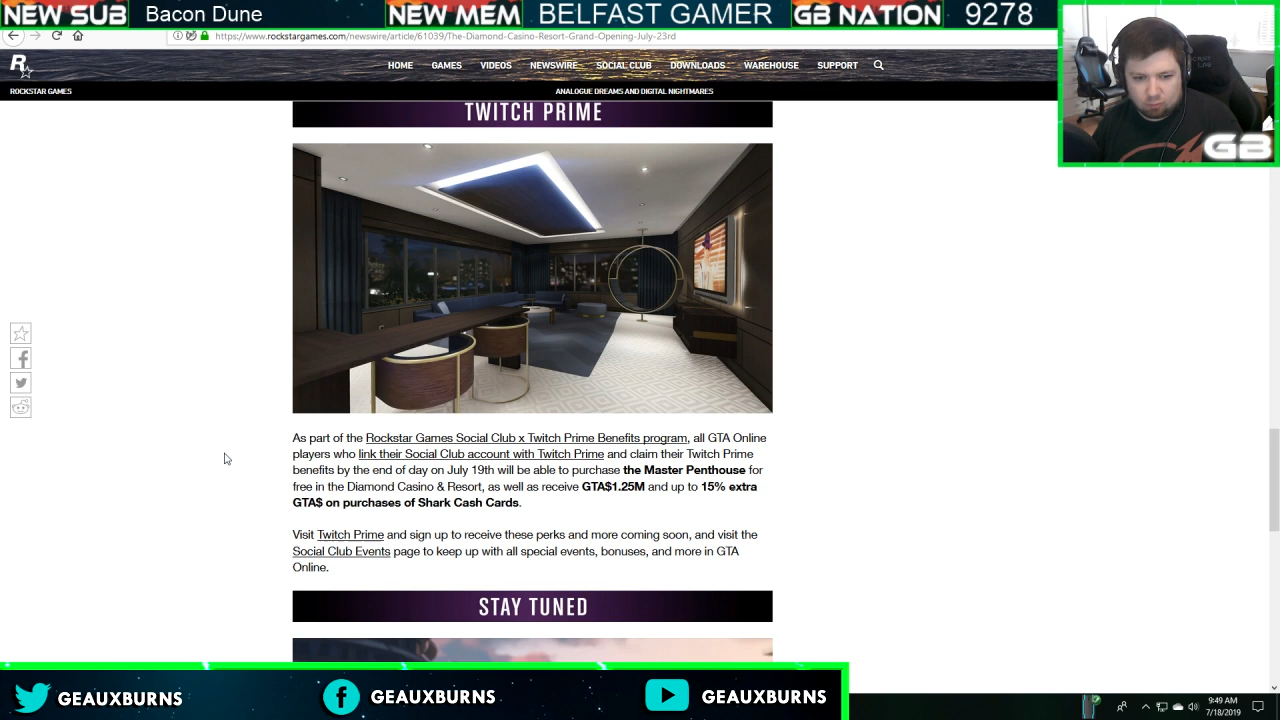 NEW SUB Bacon Dune NEW MEM BELFAST GAMER GB NATION 9278
https://www.rockstargames.com/newswire/article/61039/The-Diamond-Casino-Resort-Grand-Opening-July-23rd
R
HOME GAMES VIDEOS NEWSWIRE SOCIAL CLUB DOWNLOADS WAREHOUSE SUPPORT
ROCKSTAR GAMES ANALOGUE DREAMS AND DIGITAL NIGHTMARES
TWITCH PRIME
GB
As part of the Rockstar Games Social Club x Twitch Prime Benefits program, all GTA Online
players who link their Social Club account with Twitch Prime and claim their Twitch Prime
benefits by the end of day on July 19th will be able to purchase the Master Penthouse for
free in the Diamond Casino & Resort, as well as receive GTA$1.25M and up to 15% extra
GTA$ on purchases of Shark Cash Cards.
Visit Twitch Prime and sign up to receive these perks and more coming soon, and visit the
Social Club Events page to keep up with all special events, bonuses, and more in GTA
Online.
STAY TUNED
GEAUXBURNS GEAUXBURNS GEAUXBURNS
9:49 AM
7/18/2019